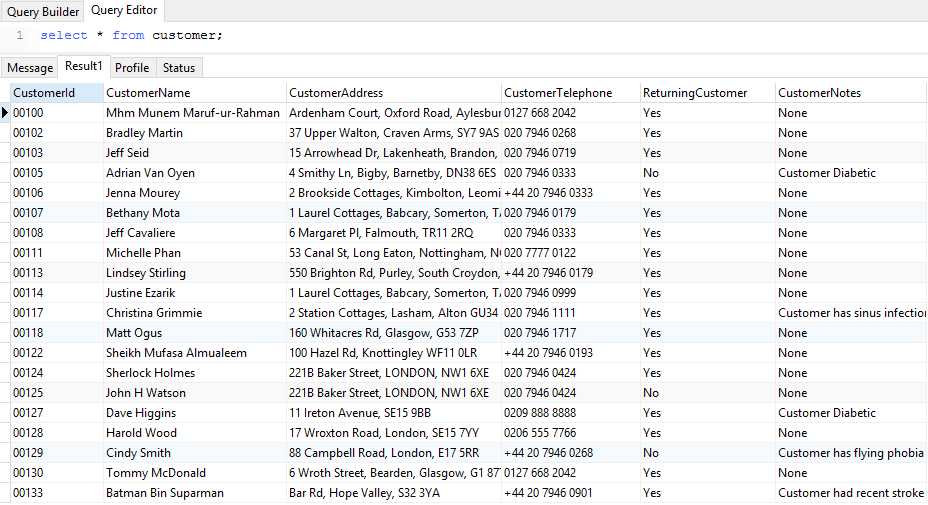 Query Builder Query Editor
1 select * from customer;
Message Result1 Profile Status
CustomerId CustomerName CustomerAddress CustomerTelephone ReturningCustomer CustomerNotes
00100 Mhm Munem Maruf-ur-Rahman Ardenham Court, Oxford Road, Aylesbur 0127 668 2042 Yes None
00102 Bradley Martin 37 Upper Walton, Craven Arms, SY7 9AS 020 7946 0268 Yes None
00103 Jeff Seid 15 Arrowhead Dr, Lakenheath, Brandon, 020 7946 0719 Yes None
00105 Adrian Van Oyen 4 Smithy Ln, Bigby, Barnetby, DN38 6ES 020 7946 0333 No Customer Diabetic
00106 Jenna Mourey 2 Brookside Cottages, Kimbolton, Leomi +44 20 7946 0333 Yes None
00107 Bethany Mota 1 Laurel Cottages, Babcary, Somerton, TA 020 7946 0179 Yes None
00108 Jeff Cavaliere 6 Margaret Pl, Falmouth, TR11 2RQ 020 7946 0333 Yes None
00111 Michelle Phan 53 Canal St, Long Eaton, Nottingham, NG 020 7777 0122 Yes None
00113 Lindsey Stirling 550 Brighton Rd, Purley, South Croydon, +44 20 7946 0179 Yes None
00114 Justine Ezarik 1 Laurel Cottages, Babcary, Somerton, TA 020 7946 0999 Yes None
00117 Christina Grimmie 2 Station Cottages, Lasham, Alton GU34 020 7946 1111 Yes Customer has sinus infection
00118 Matt Ogus 160 Whitacres Rd, Glasgow, G53 7ZP 020 7946 1717 Yes None
00122 Sheikh Mufasa Almualeem 100 Hazel Rd, Knottingley WF11 0LR +44 20 7946 0193 Yes None
00124 Sherlock Holmes 221B Baker Street, LONDON, NW1 6XE 020 7946 0424 Yes None
00125 John H Watson 221B Baker Street, LONDON, NW1 6XE 020 7946 0424 No None
00127 Dave Higgins 11 Ireton Avenue, SE15 9BB 0209 888 8888 Yes Customer Diabetic
00128 Harold Wood 17 Wroxton Road, London, SE15 7YY 0206 555 7766 Yes None
00129 Cindy Smith 88 Campbell Road, London, E17 5RR +44 20 7946 0268 No Customer has flying phobia
00130 Tommy McDonald 6 Wroth Street, Bearden, Glasgow, G1 87 0127 668 2042 Yes None
00133 Batman Bin Suparman Bar Rd, Hope Valley, S32 3YA +44 20 7946 0901 Yes Customer had recent stroke